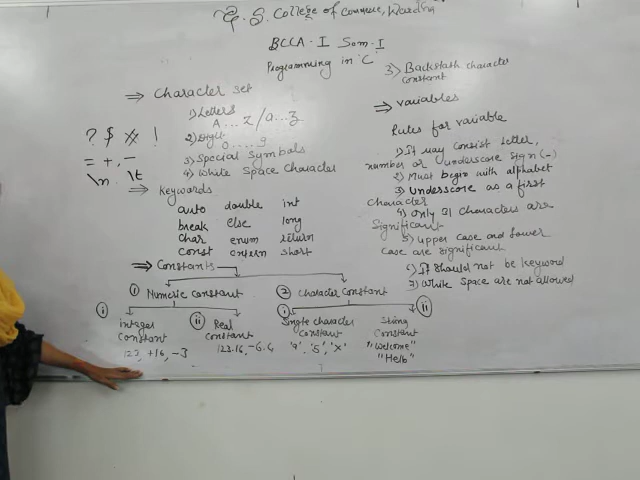 G. S. College of Commerce, Wardha
BCCA - I Sem - I
Programming in 'C'
⇒ Character set
1) Letters
A...Z/a...z
2) Digit
0.....9
3) Special Symbols
4) White Space Character
? $ * !
= + , -
\n \t
⇒ Keywords
auto double int
break else long
char enum return
const extern short
⇒ Constants
① Numeric constant
② Character Constant
ⓘ Integer
Constant
123, +16, -3
ⓘⓘ Real
Constant
123.16, -6.4
ⓘ Single character
Constant
'9', '5', 'x'
ⓘⓘ String
Constant
"Welcome"
"Hello"
3) Backslash character
constant
⇒ variables
Rules for variable
1) It may consist letter,
number or underscore sign (-)
2) Must begin with alphabet
3) Underscore as a first
character
4) only 31 characters are
Significant
5) upper case and lower
case are significant
6) It should not be keyword
7) White Space are not allowed